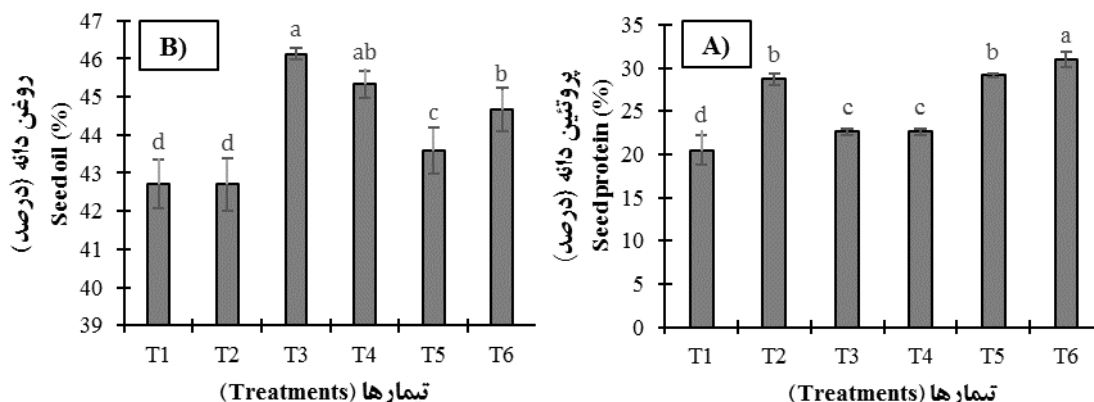 B)
روغن دانه (درصد)
Seed oil (%)
47
46
45
44
43
42
41
40
39
d
d
a
ab
c
b
T1 T2 T3 T4 T5 T6
تیمارها (Treatments)
A)
پروتئین دانه (درصد)
Seed protein (%)
35
30
25
20
15
10
5
0
d
b
c
c
b
a
T1 T2 T3 T4 T5 T6
تیمارها (Treatments)